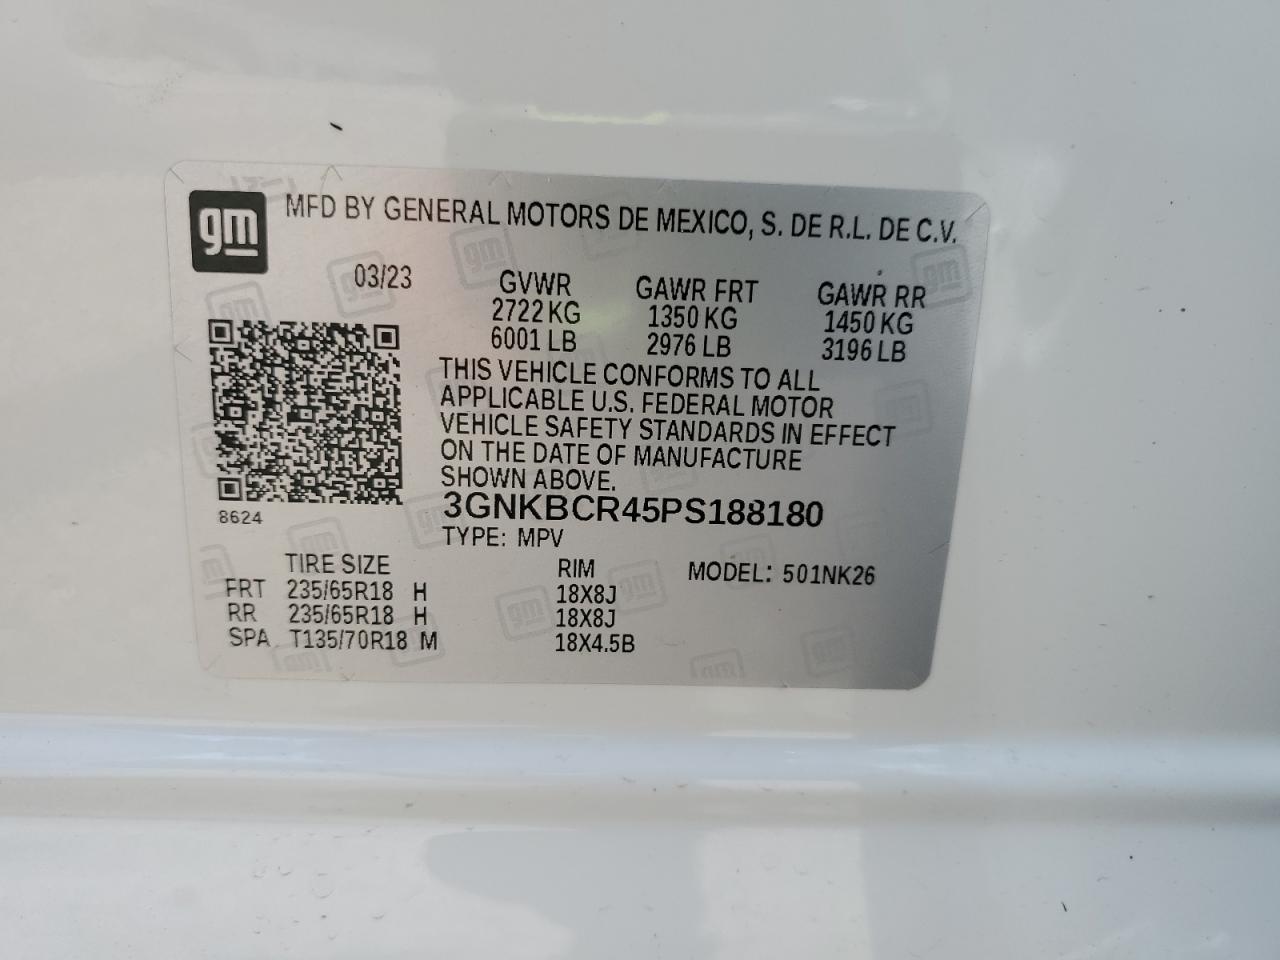 gm
MFD BY GENERAL MOTORS DE MEXICO, S. DE R.L. DE C.V.
03/23
GVWR GAWR FRT GAWR RR
2722 KG 1350 KG 1450 KG
6001 LB 2976 LB 3196 LB
THIS VEHICLE CONFORMS TO ALL
APPLICABLE U.S. FEDERAL MOTOR
VEHICLE SAFETY STANDARDS IN EFFECT
ON THE DATE OF MANUFACTURE
SHOWN ABOVE.
3GNKBCR45PS188180
8624
TYPE: MPV
TIRE SIZE RIM MODEL: 501NK26
FRT 235/65R18 H 18X8J
RR 235/65R18 H 18X8J
SPA T135/70R18 M 18X4.5B